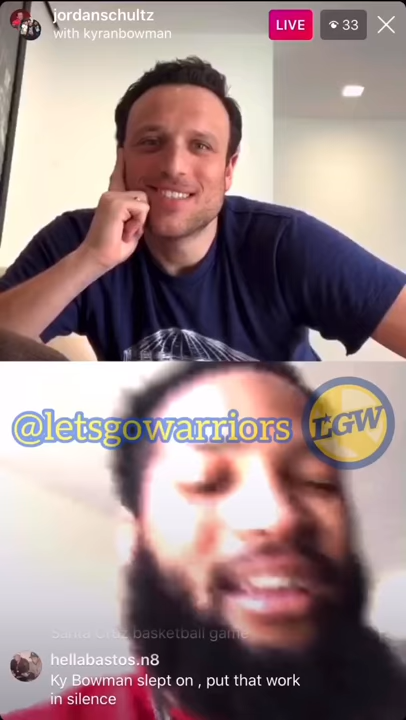 jordanschultz
with kyranbowman
LIVE
33
@letsgowarriors
LGW
Santa Cruz basketball game
hellabastos.n8
Ky Bowman slept on , put that work
in silence